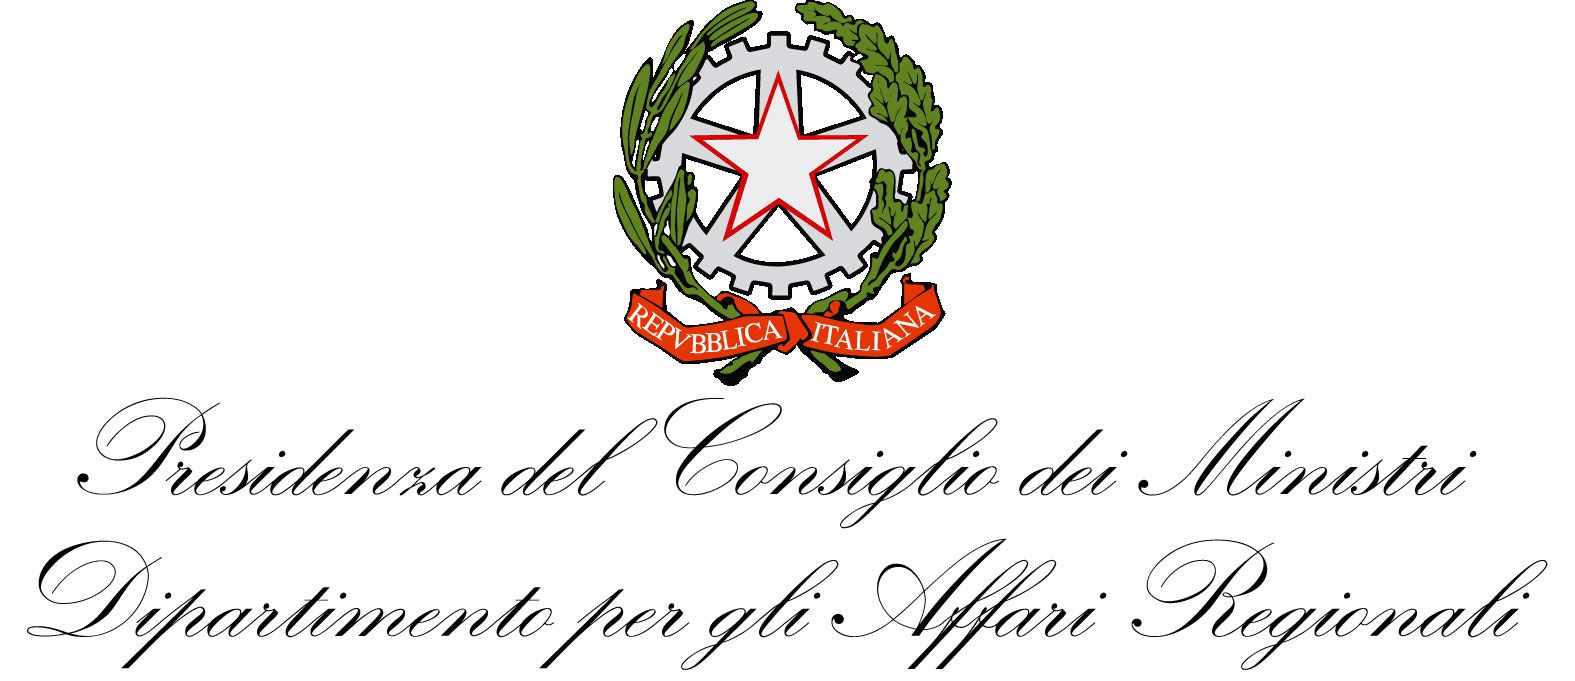 REPVBBLICA ITALIANA
Presidenza del Consiglio dei Ministri
Dipartimento per gli Affari Regionali